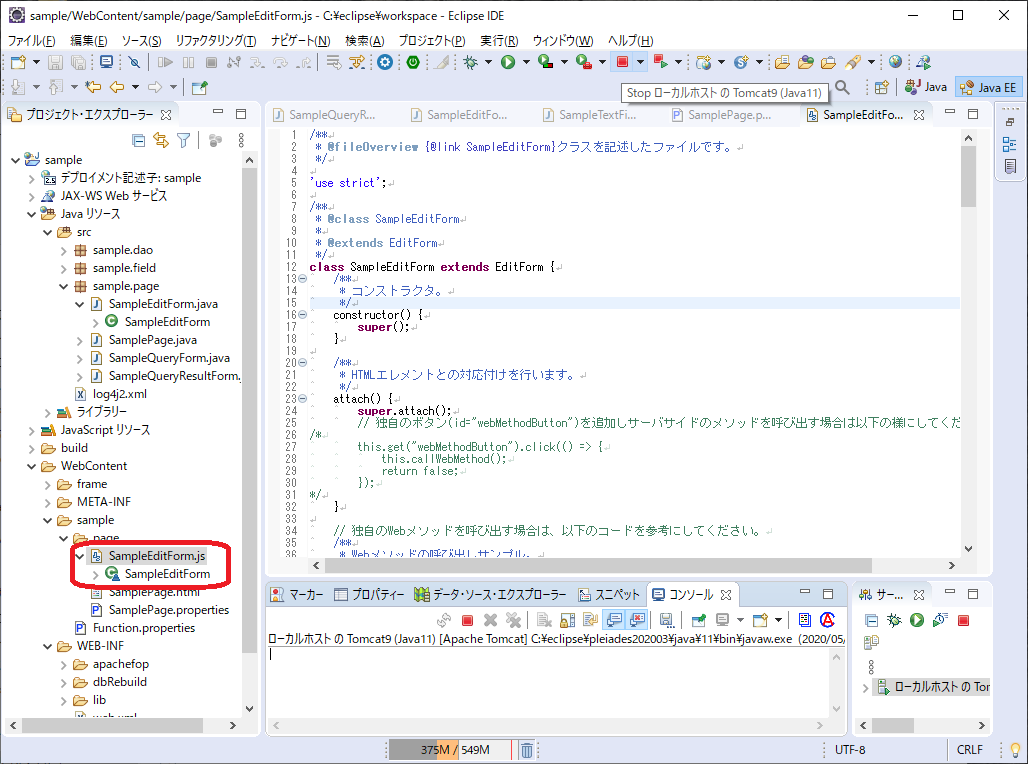 sample/WebContent/sample/page/SampleEditForm.js - C:¥eclipse¥workspace - Eclipse IDE
ファイル(F) 編集(E) ソース(S) リファクタリング(T) ナビゲート(N) 検索(A) プロジェクト(P) 実行(R) ウィンドウ(W) ヘルプ(H)
Stop ローカルホスト の Tomcat9 (Java11)
Java
Java EE
プロジェクト・エクスプローラー
sample
デプロイメント記述子: sample
JAX-WS Web サービス
Java リソース
src
sample.dao
sample.field
sample.page
SampleEditForm.java
SampleEditForm
SamplePage.java
SampleQueryForm.java
SampleQueryResultForm.
log4j2.xml
ライブラリー
JavaScript リソース
build
WebContent
frame
META-INF
sample
page
SampleEditForm.js
SampleEditForm
SamplePage.html
SamplePage.properties
Function.properties
WEB-INF
apachefop
dbRebuild
lib
web.xml
SampleQueryR... SampleEditFo... SampleTextFi... SamplePage.p... SampleEditFo...
1 /**
2 * @fileOverview {@link SampleEditForm}クラスを記述したファイルです。
3 */
4
5 'use strict';
6
7 /**
8 * @class SampleEditForm
9 *
10 * @extends EditForm
11 */
12 class SampleEditForm extends EditForm {
13 /**
14 * コンストラクタ。
15 */
16 constructor() {
17 super();
18 }
19
20 /**
21 * HTMLエレメントとの対応付けを行います。
22 */
23 attach() {
24 super.attach();
25 // 独自のボタン(id="webMethodButton")を追加しサーバサイドのメソッドを呼び出す場合は以下の様にしてくだ
26 /*
27 this.get("webMethodButton").click(() => {
28 this.callWebMethod();
29 return false;
30 });
31 */
32 }
33
34 // 独自のWebメソッドを呼び出す場合は、以下のコードを参考にしてください。
35 /**
36 * Webメソッドの呼び出しサンプル。
マーカー プロパティー データ・ソース・エクスプローラー スニペット コンソール
ローカルホスト の Tomcat9 (Java11) [Apache Tomcat] C:¥eclipse¥pleiades202003¥java¥11¥bin¥javaw.exe (2020/05/
サー...
ローカルホスト の Tom
375M / 549M
UTF-8
CRLF